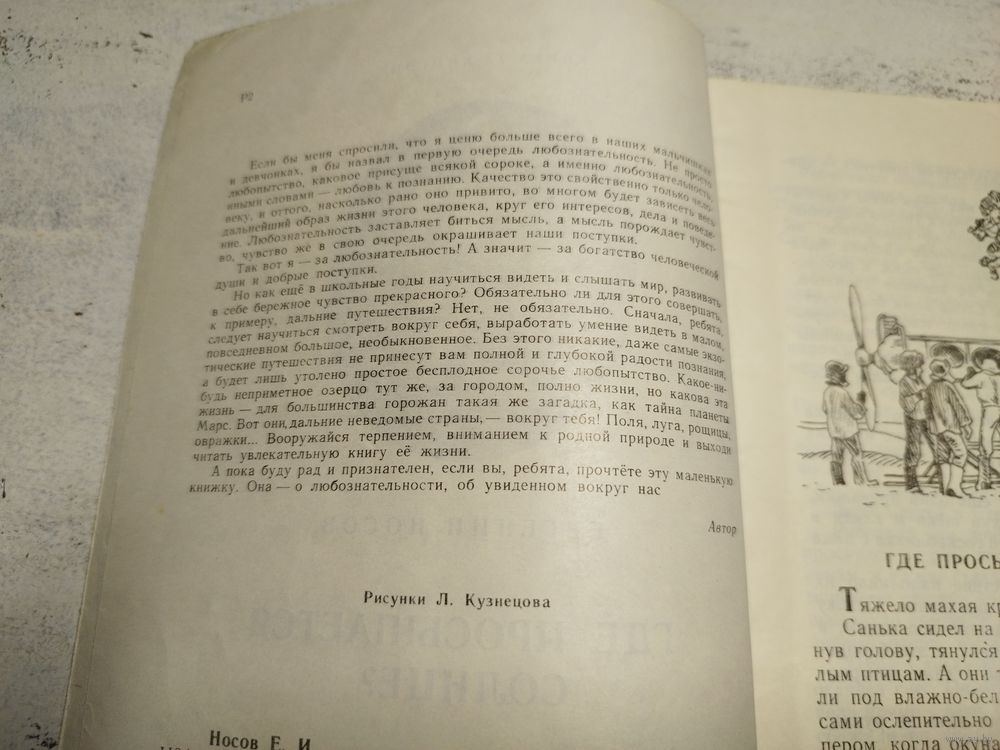 Р2
Если бы меня спросили, что я ценю больше всего в наших мальчишках
и девчонках, я бы назвал в первую очередь любознательность. Не просто
любопытство, каковое присуще всякой сороке, а именно любознательность,
иными словами — любовь к познанию. Качество это свойственно только чело-
веку, и оттого, насколько рано оно привито, во многом будет зависеть весь
дальнейший образ жизни этого человека, круг его интересов, дела и поведе-
ние. Любознательность заставляет биться мысль, а мысль порождает чувст-
во, чувство же в свою очередь окрашивает наши поступки.
Так вот я — за любознательность! А значит — за богатство человеческой
души и добрые поступки.
Но как ещё в школьные годы научиться видеть и слышать мир, развивать
в себе бережное чувство прекрасного? Обязательно ли для этого совершать,
к примеру, дальние путешествия? Нет, не обязательно. Сначала, ребята,
следует научиться смотреть вокруг себя, выработать умение видеть в малом,
повседневном большое, необыкновенное. Без этого никакие, даже самые экзо-
тические путешествия не принесут вам полной и глубокой радости познания,
а будет лишь утолено простое бесплодное сорочье любопытство. Какое-ни-
будь неприметное озерцо тут же, за городом, полно жизни, но какова эта
жизнь — для большинства горожан такая же загадка, как тайна планеты
Марс. Вот они, дальние неведомые страны,— вокруг тебя! Поля, луга, рощицы,
овражки... Вооружайся терпением, вниманием к родной природе и выходи
читать увлекательную книгу её жизни.
А пока буду рад и признателен, если вы, ребята, прочтёте эту маленькую
книжку. Она — о любознательности, об увиденном вокруг нас
Автор
Рисунки Л. Кузнецова
Носов Е. И
ГДЕ ПРОСЫ
Тяжело махая кр
Санька сидел на
нув голову, тянулся
лым птицам. А они т
ли под влажно-бел
сами ослепительно
пером, когда окуна